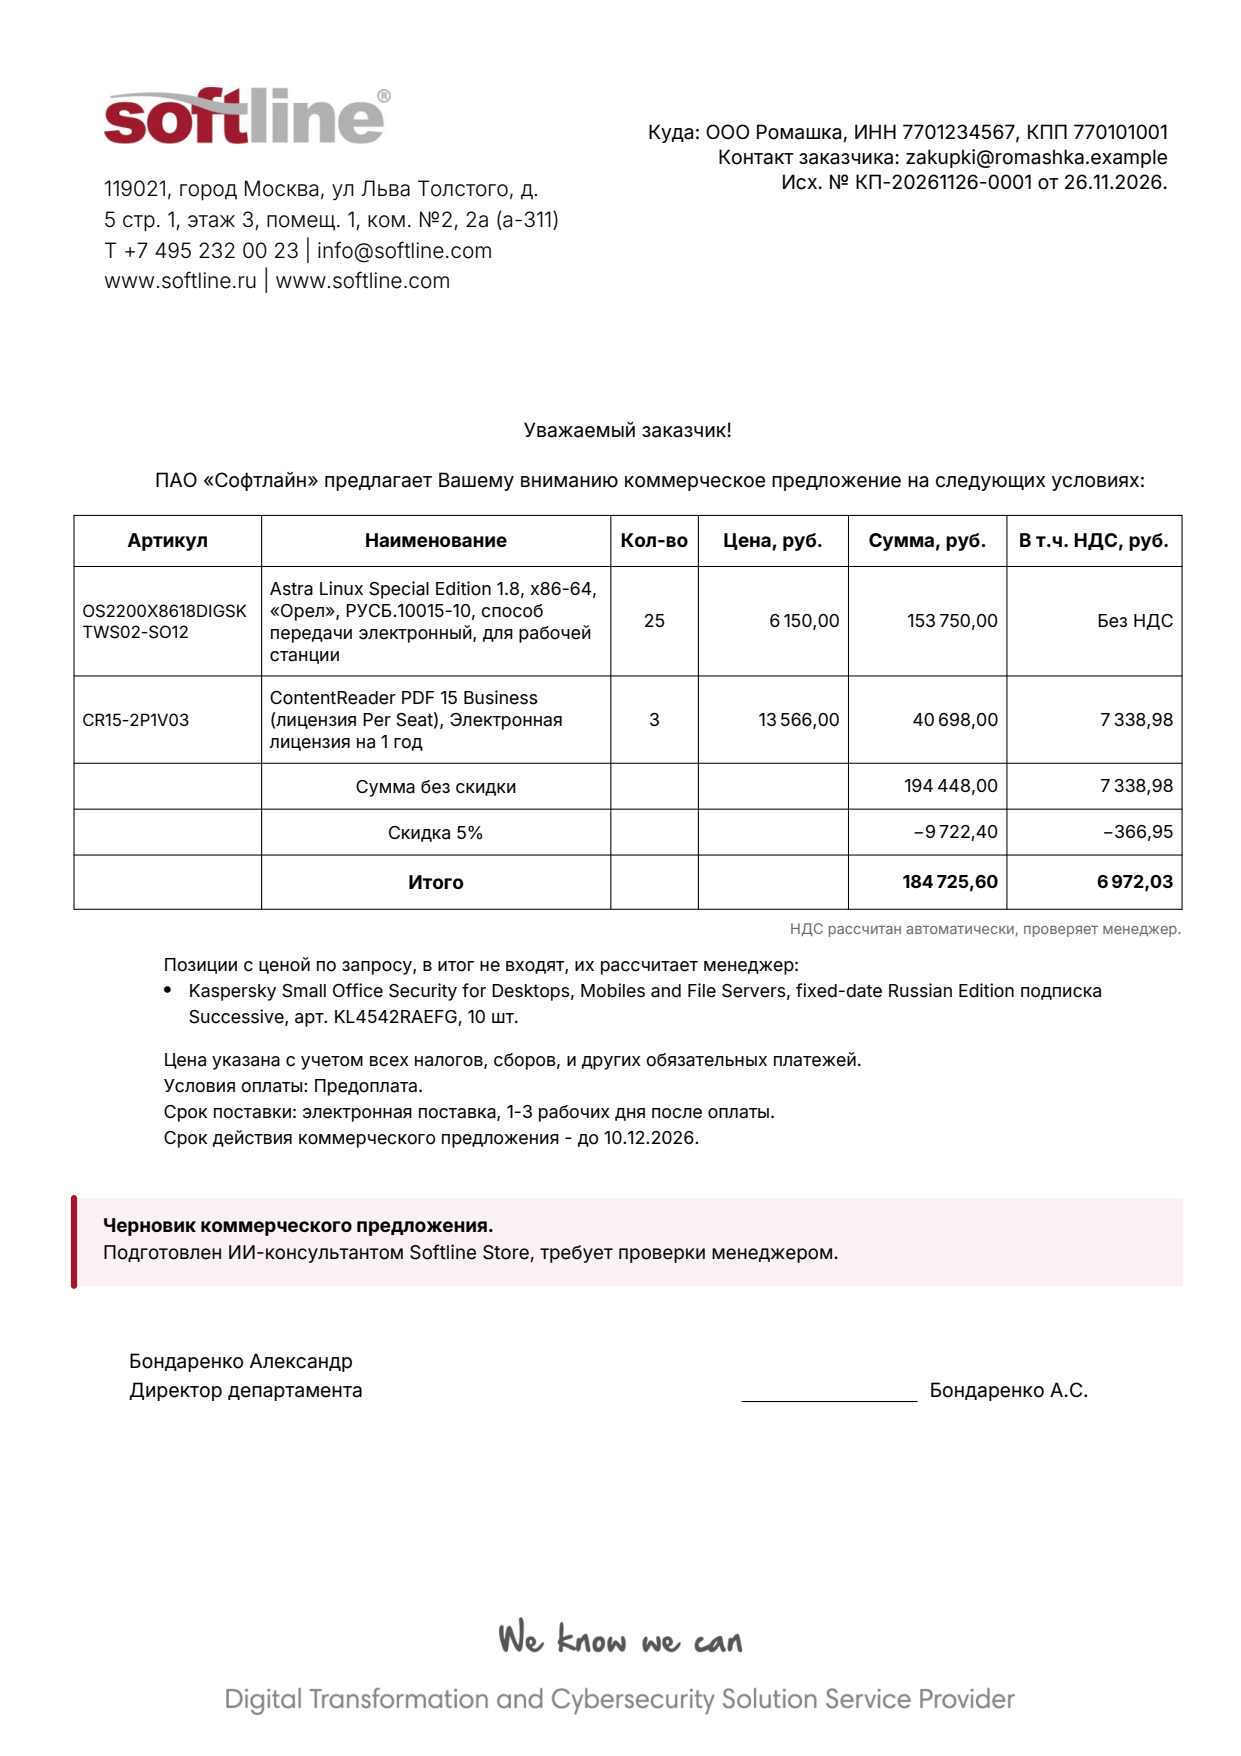 softline®
119021, город Москва, ул Льва Толстого, д.
5 стр. 1, этаж 3, помещ. 1, ком. №2, 2а (а-311)
Т +7 495 232 00 23 | info@softline.com
www.softline.ru | www.softline.com
Куда: ООО Ромашка, ИНН 7701234567, КПП 770101001
Контакт заказчика: zakupki@romashka.example
Исх. № КП-20261126-0001 от 26.11.2026.
Уважаемый заказчик!
ПАО «Софтлайн» предлагает Вашему вниманию коммерческое предложение на следующих условиях:
Артикул Наименование Кол-во Цена, руб. Сумма, руб. В т.ч. НДС, руб.
OS2200X8618DIGSK
TWS02-SO12
Astra Linux Special Edition 1.8, x86-64,
«Орел», РУСБ.10015-10, способ
передачи электронный, для рабочей
станции
25 6 150,00 153 750,00 Без НДС
CR15-2P1V03
ContentReader PDF 15 Business
(лицензия Per Seat), Электронная
лицензия на 1 год
3 13 566,00 40 698,00 7 338,98
Сумма без скидки 194 448,00 7 338,98
Скидка 5% −9 722,40 −366,95
Итого 184 725,60 6 972,03
НДС рассчитан автоматически, проверяет менеджер.
Позиции с ценой по запросу, в итог не входят, их рассчитает менеджер:
• Kaspersky Small Office Security for Desktops, Mobiles and File Servers, fixed-date Russian Edition подписка
Successive, арт. KL4542RAEFG, 10 шт.
Цена указана с учетом всех налогов, сборов, и других обязательных платежей.
Условия оплаты: Предоплата.
Срок поставки: электронная поставка, 1-3 рабочих дня после оплаты.
Срок действия коммерческого предложения - до 10.12.2026.
Черновик коммерческого предложения.
Подготовлен ИИ-консультантом Softline Store, требует проверки менеджером.
Бондаренко Александр
Директор департамента
Бондаренко А.С.
We know we can
Digital Transformation and Cybersecurity Solution Service Provider